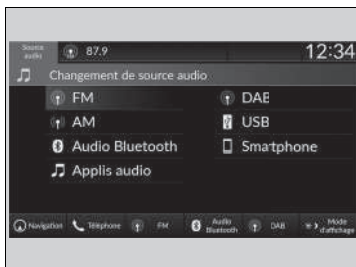 Source audio
87.9
12:34
Changement de source audio
FM
DAB
AM
USB
Audio Bluetooth
Smartphone
Applis audio
Navigation
Téléphone
FM
Audio Bluetooth
DAB
Mode d'affichage